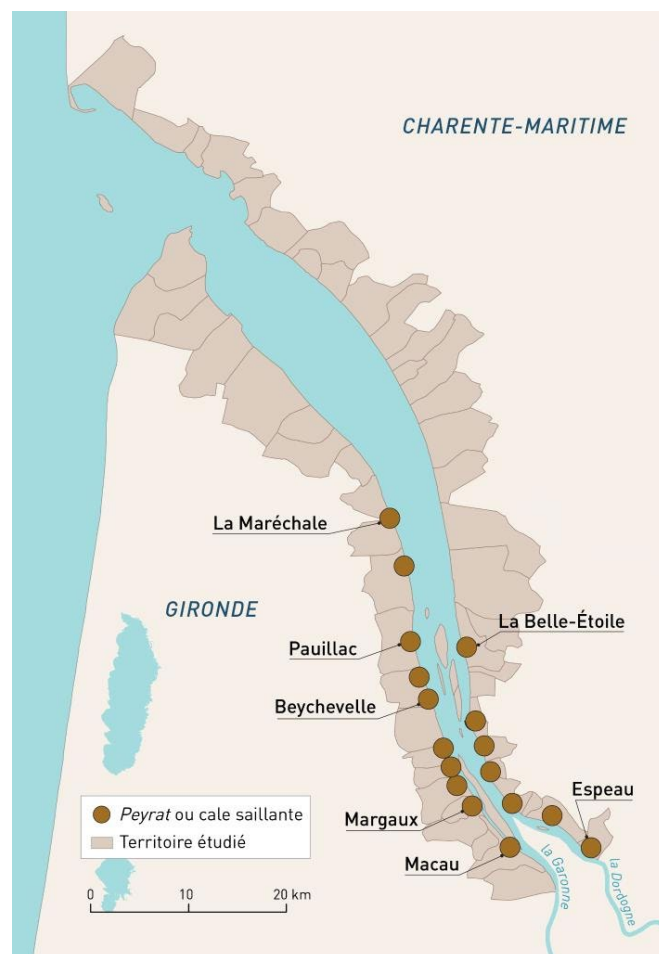 CHARENTE-MARITIME
La Maréchale
GIRONDE
La Belle-Étoile
Pauillac
Beychevelle
Peyrat ou cale saillante
Territoire étudié
Espeau
Margaux
Macau
la Garonne
la Dordogne
0 10 20 km